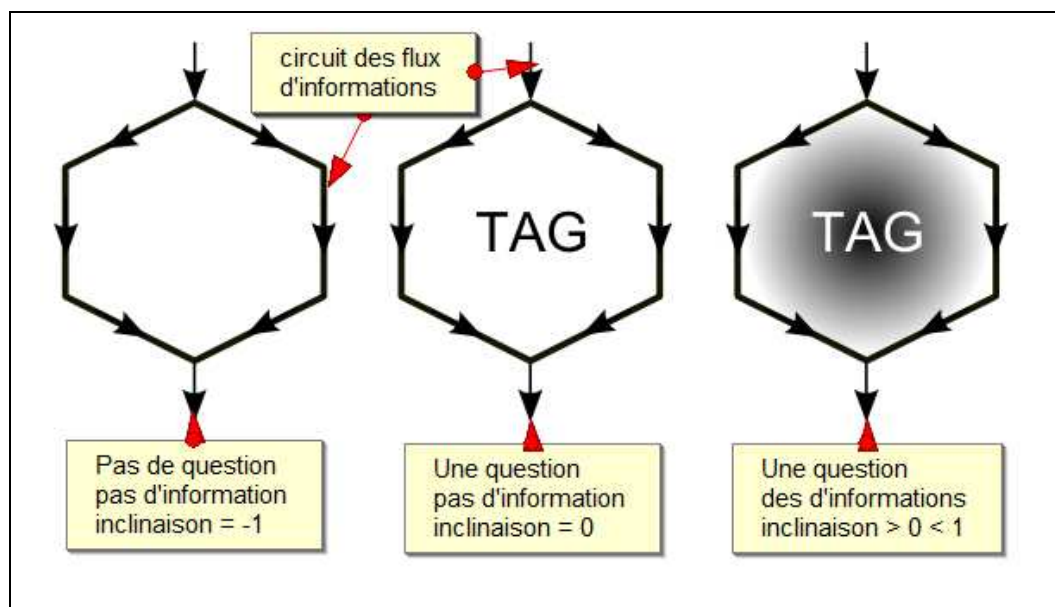 circuit des flux
d'informations
TAG
TAG
Pas de question
pas d'information
inclinaison = -1
Une question
pas d'information
inclinaison = 0
Une question
des d'informations
inclinaison > 0 < 1